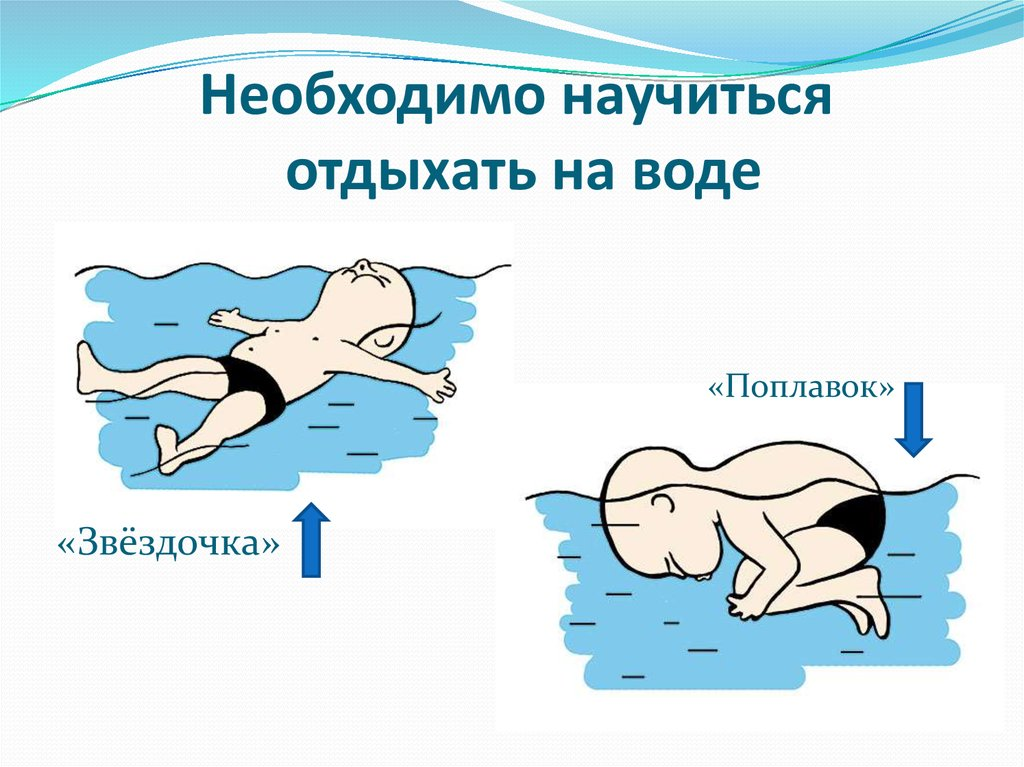 Необходимо научиться
отдыхать на воде
«Поплавок»
«Звёздочка»